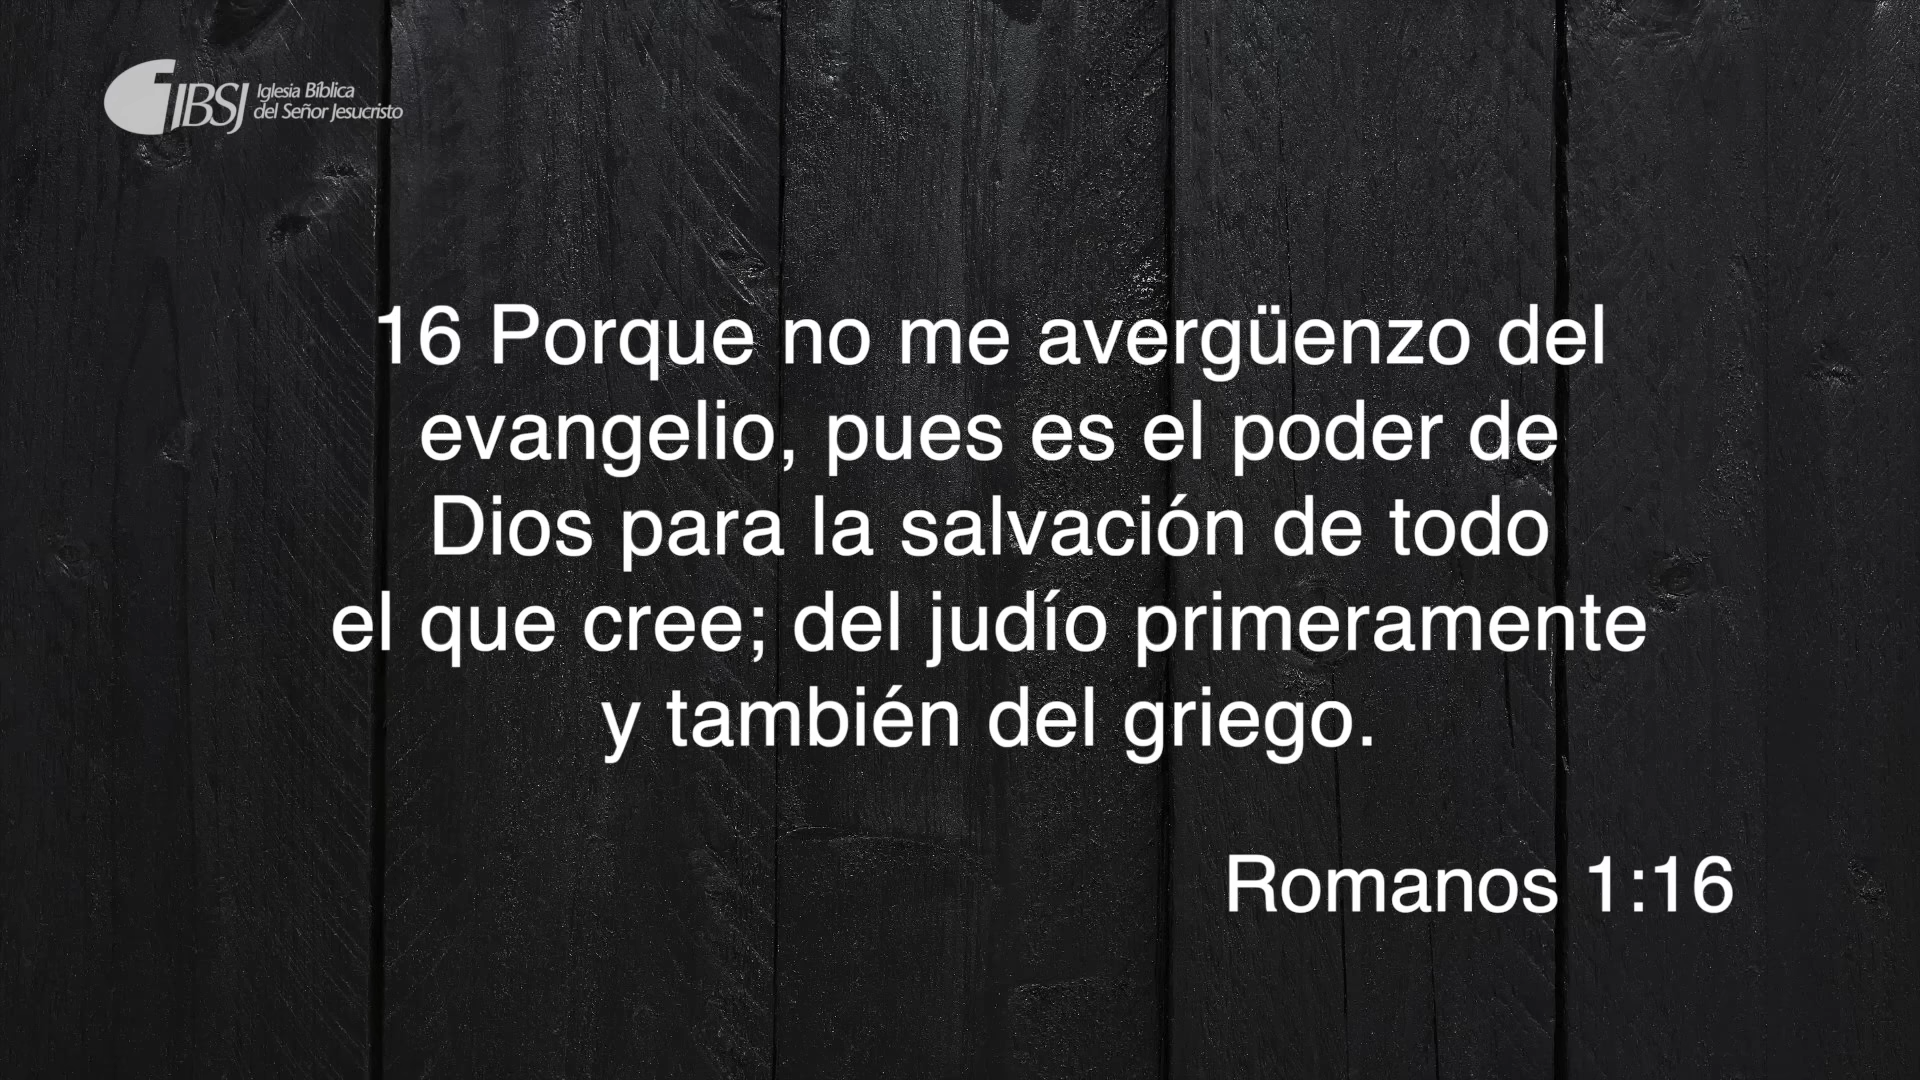 IBSJ Iglesia Bíblica
del Señor Jesucristo
16 Porque no me avergüenzo del
evangelio, pues es el poder de
Dios para la salvación de todo
el que cree; del judío primeramente
y también del griego.
Romanos 1:16